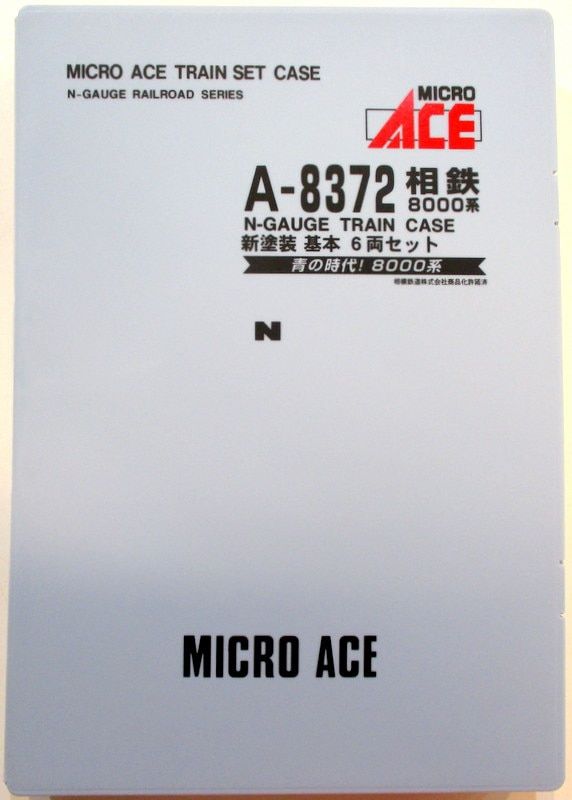 MICRO ACE TRAIN SET CASE
N-GAUGE RAILROAD SERIES
MICRO
ACE
A-8372 相鉄
8000系
N-GAUGE TRAIN CASE
新塗装 基本 6両セット
青の時代! 8000系
相模鉄道株式会社商品化許諾済
N
MICRO ACE